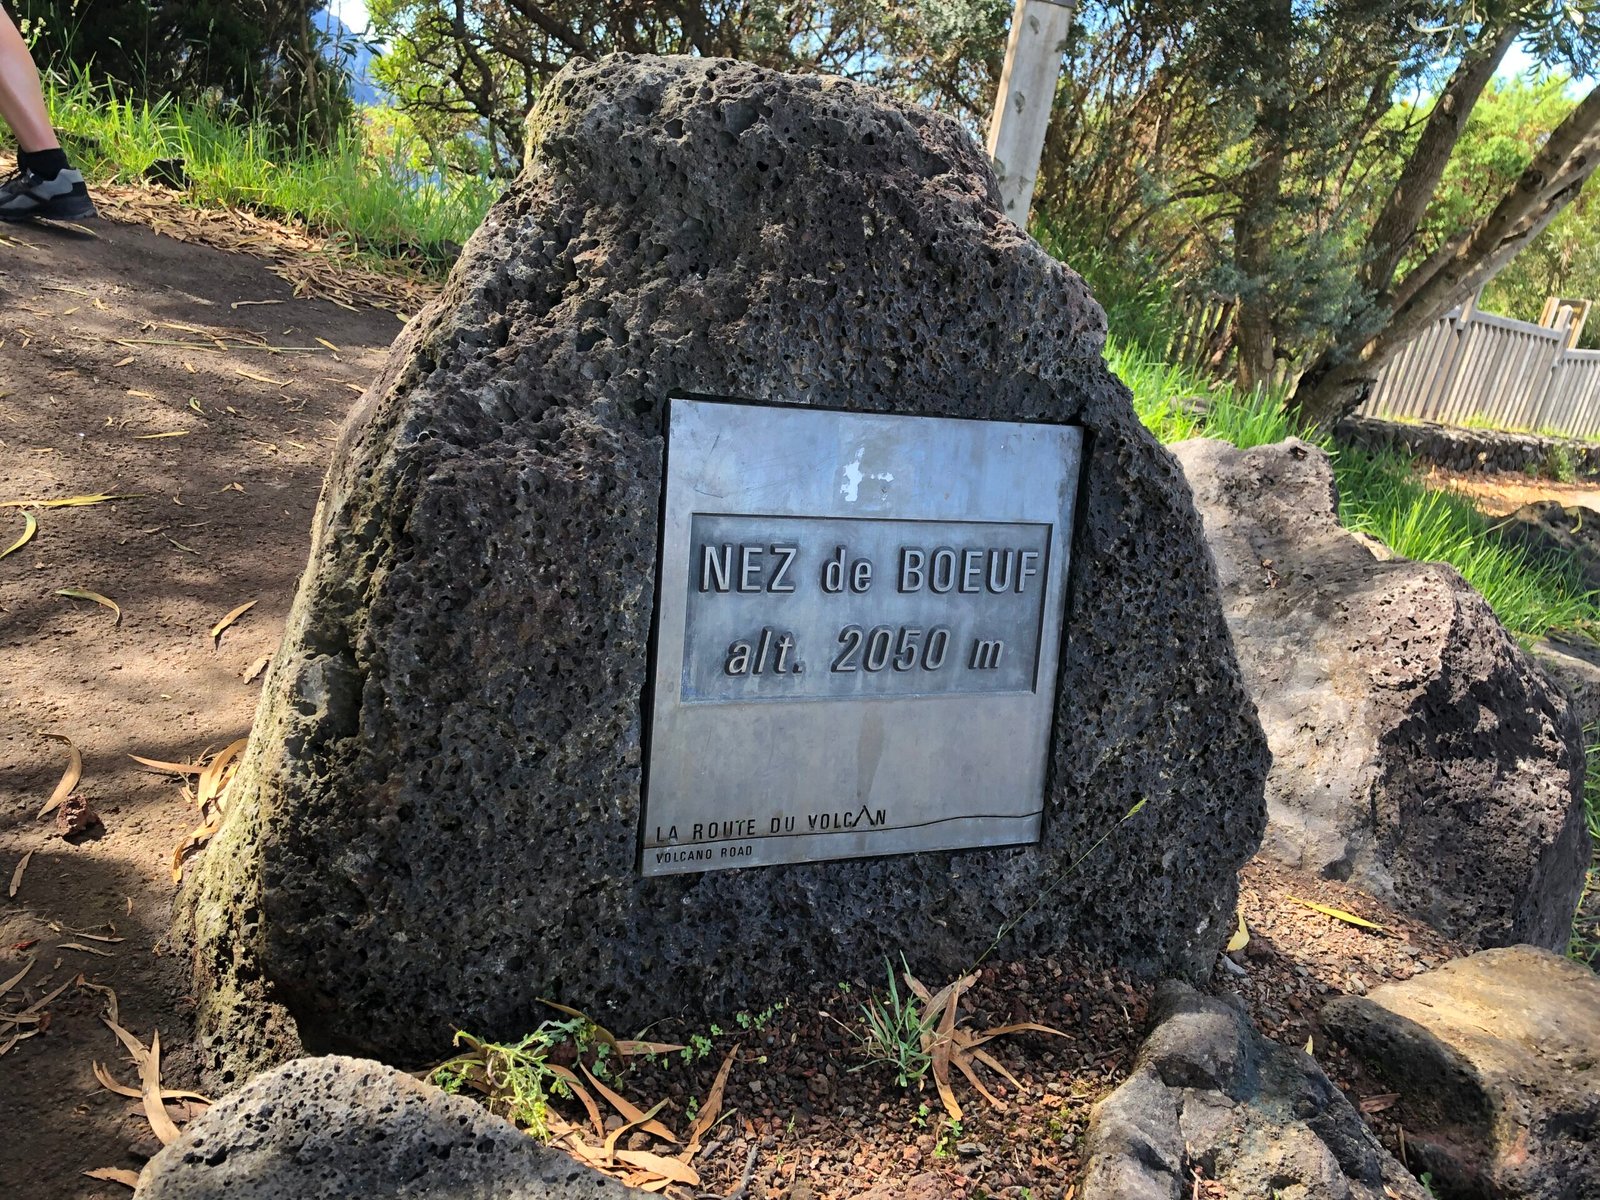 NEZ de BOEUF
alt. 2050 m
LA ROUTE DU VOLCAN
VOLCANO ROAD